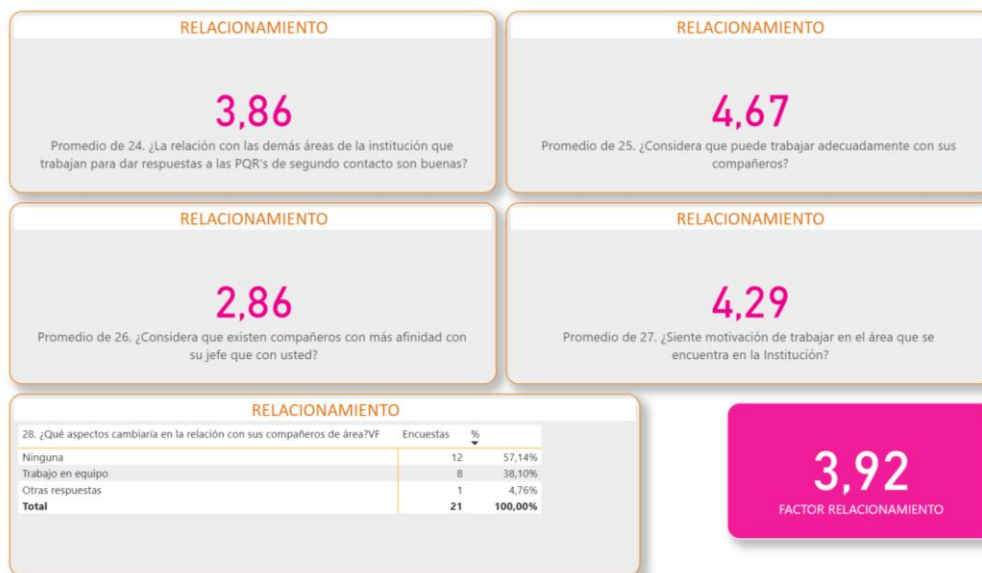 RELACIONAMIENTO
3,86
Promedio de 24. ¿La relación con las demás áreas de la institución que
trabajan para dar respuestas a las PQR's de segundo contacto son buenas?
RELACIONAMIENTO
4,67
Promedio de 25. ¿Considera que puede trabajar adecuadamente con sus
compañeros?
RELACIONAMIENTO
2,86
Promedio de 26. ¿Considera que existen compañeros con más afinidad con
su jefe que con usted?
RELACIONAMIENTO
4,29
Promedio de 27. ¿Siente motivación de trabajar en el área que se
encuentra en la Institución?
RELACIONAMIENTO
28. ¿Qué aspectos cambiaría en la relación con sus compañeros de área?VF Encuestas %
Ninguna 12 57,14%
Trabajo en equipo 8 38,10%
Otras respuestas 1 4,76%
Total 21 100,00%
3,92
FACTOR RELACIONAMIENTO